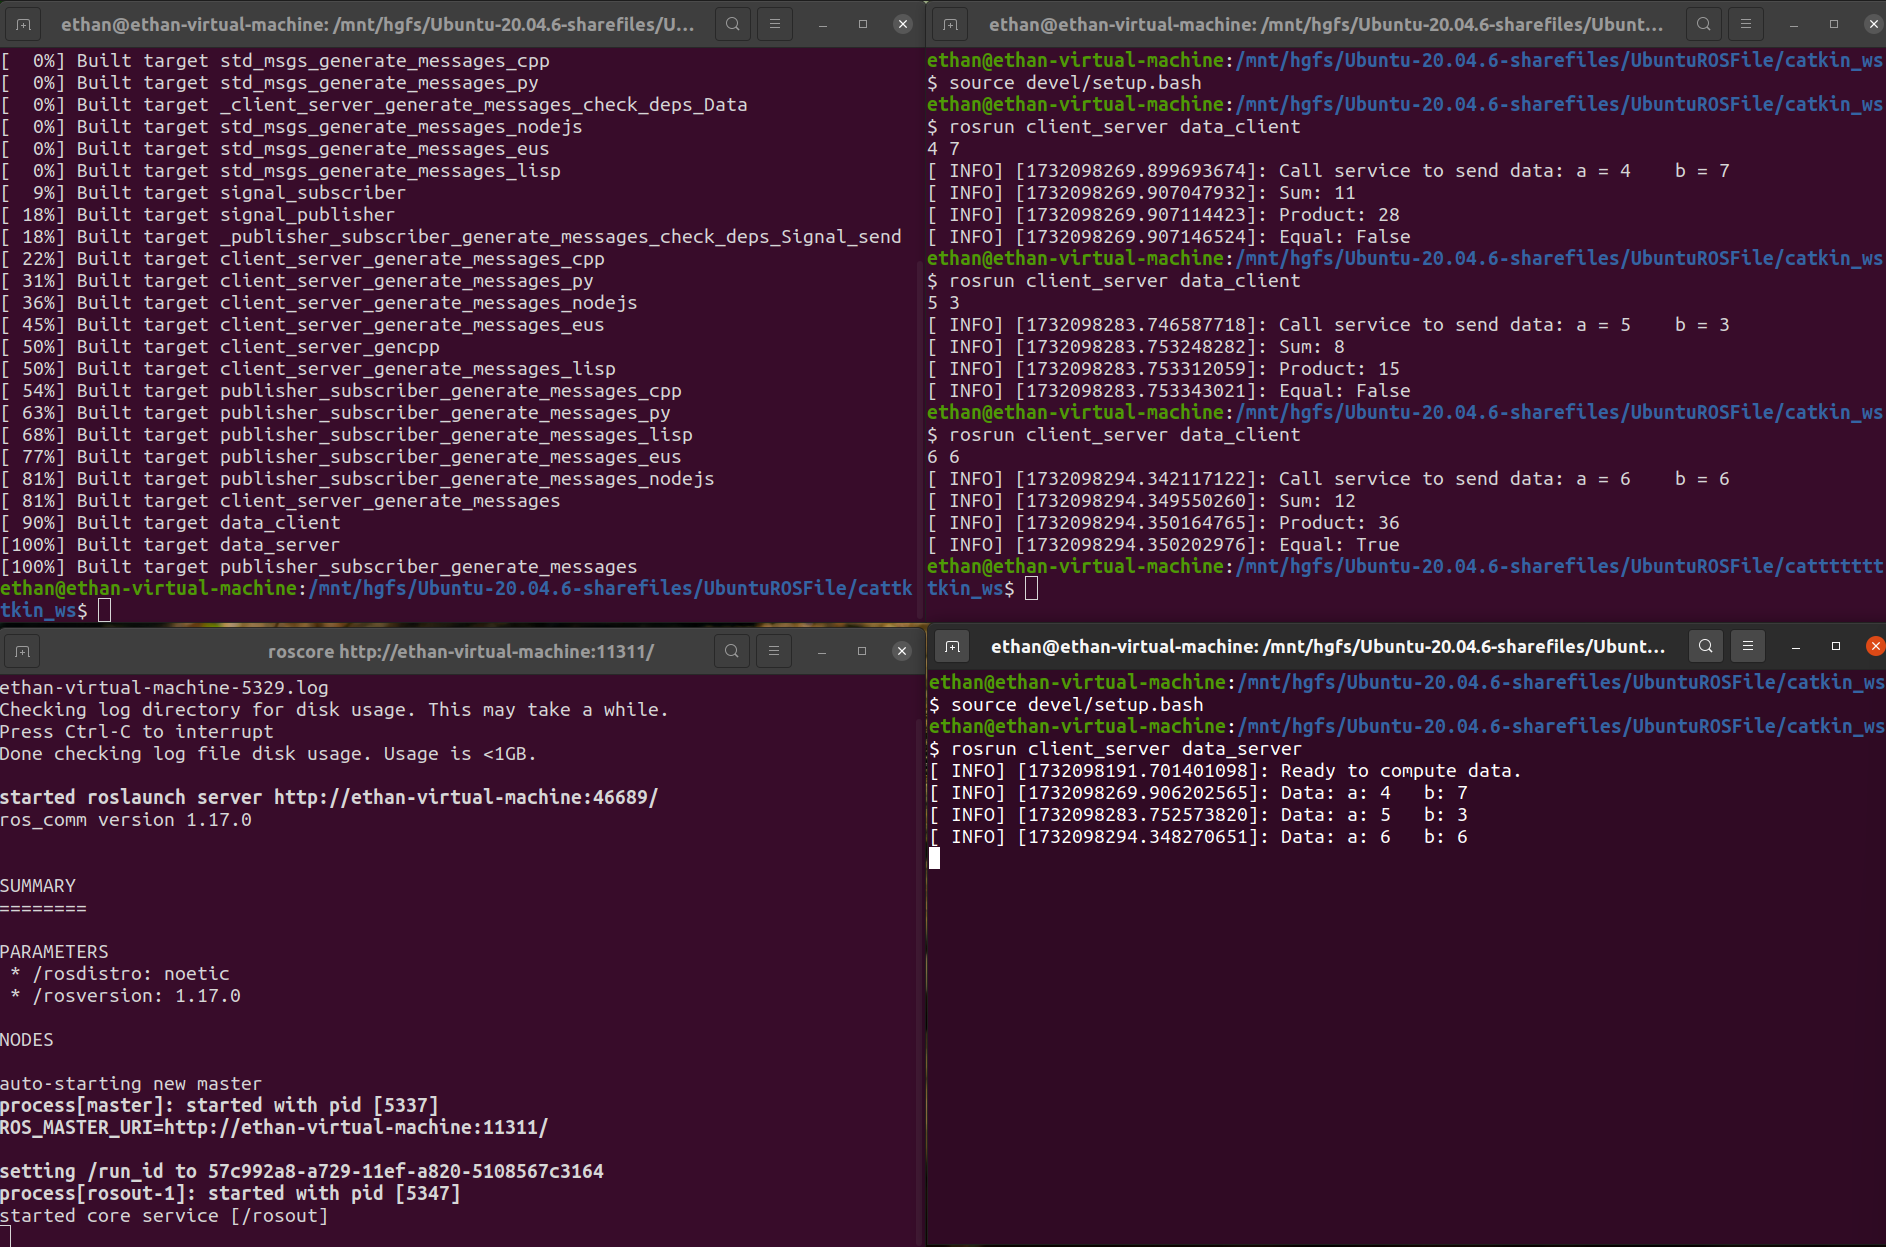 ethan@ethan-virtual-machine: /mnt/hgfs/Ubuntu-20.04.6-sharefiles/U...
[  0%] Built target std_msgs_generate_messages_cpp
[  0%] Built target std_msgs_generate_messages_py
[  0%] Built target _client_server_generate_messages_check_deps_Data
[  0%] Built target std_msgs_generate_messages_nodejs
[  0%] Built target std_msgs_generate_messages_eus
[  0%] Built target std_msgs_generate_messages_lisp
[  9%] Built target signal_subscriber
[ 18%] Built target signal_publisher
[ 18%] Built target _publisher_subscriber_generate_messages_check_deps_Signal_send
[ 22%] Built target client_server_generate_messages_cpp
[ 31%] Built target client_server_generate_messages_py
[ 36%] Built target client_server_generate_messages_nodejs
[ 45%] Built target client_server_generate_messages_eus
[ 50%] Built target client_server_gencpp
[ 50%] Built target client_server_generate_messages_lisp
[ 54%] Built target publisher_subscriber_generate_messages_cpp
[ 63%] Built target publisher_subscriber_generate_messages_py
[ 68%] Built target publisher_subscriber_generate_messages_lisp
[ 77%] Built target publisher_subscriber_generate_messages_eus
[ 81%] Built target publisher_subscriber_generate_messages_nodejs
[ 81%] Built target client_server_generate_messages
[ 90%] Built target data_client
[100%] Built target data_server
[100%] Built target publisher_subscriber_generate_messages
ethan@ethan-virtual-machine:/mnt/hgfs/Ubuntu-20.04.6-sharefiles/UbuntuROSFile/cattk
tkin_ws$
ethan@ethan-virtual-machine: /mnt/hgfs/Ubuntu-20.04.6-sharefiles/Ubunt...
ethan@ethan-virtual-machine:/mnt/hgfs/Ubuntu-20.04.6-sharefiles/UbuntuROSFile/catkin_ws
$ source devel/setup.bash
ethan@ethan-virtual-machine:/mnt/hgfs/Ubuntu-20.04.6-sharefiles/UbuntuROSFile/catkin_ws
$ rosrun client_server data_client
4 7
[ INFO] [1732098269.899693674]: Call service to send data: a = 4    b = 7
[ INFO] [1732098269.907047932]: Sum: 11
[ INFO] [1732098269.907114423]: Product: 28
[ INFO] [1732098269.907146524]: Equal: False
ethan@ethan-virtual-machine:/mnt/hgfs/Ubuntu-20.04.6-sharefiles/UbuntuROSFile/catkin_ws
$ rosrun client_server data_client
5 3
[ INFO] [1732098283.746587718]: Call service to send data: a = 5    b = 3
[ INFO] [1732098283.753248282]: Sum: 8
[ INFO] [1732098283.753312059]: Product: 15
[ INFO] [1732098283.753343021]: Equal: False
ethan@ethan-virtual-machine:/mnt/hgfs/Ubuntu-20.04.6-sharefiles/UbuntuROSFile/catkin_ws
$ rosrun client_server data_client
6 6
[ INFO] [1732098294.342117122]: Call service to send data: a = 6    b = 6
[ INFO] [1732098294.349550260]: Sum: 12
[ INFO] [1732098294.350164765]: Product: 36
[ INFO] [1732098294.350202976]: Equal: True
ethan@ethan-virtual-machine:/mnt/hgfs/Ubuntu-20.04.6-sharefiles/UbuntuROSFile/catttttt
tkin_ws$
roscore http://ethan-virtual-machine:11311/
ethan-virtual-machine-5329.log
Checking log directory for disk usage. This may take a while.
Press Ctrl-C to interrupt
Done checking log file disk usage. Usage is <1GB.
started roslaunch server http://ethan-virtual-machine:46689/
ros_comm version 1.17.0
SUMMARY
========
PARAMETERS
 * /rosdistro: noetic
 * /rosversion: 1.17.0
NODES
auto-starting new master
process[master]: started with pid [5337]
ROS_MASTER_URI=http://ethan-virtual-machine:11311/
setting /run_id to 57c992a8-a729-11ef-a820-5108567c3164
process[rosout-1]: started with pid [5347]
started core service [/rosout]
ethan@ethan-virtual-machine: /mnt/hgfs/Ubuntu-20.04.6-sharefiles/Ubunt...
ethan@ethan-virtual-machine:/mnt/hgfs/Ubuntu-20.04.6-sharefiles/UbuntuROSFile/catkin_ws
$ source devel/setup.bash
ethan@ethan-virtual-machine:/mnt/hgfs/Ubuntu-20.04.6-sharefiles/UbuntuROSFile/catkin_ws
$ rosrun client_server data_server
[ INFO] [1732098191.701401098]: Ready to compute data.
[ INFO] [1732098269.906202565]: Data: a: 4   b: 7
[ INFO] [1732098283.752573820]: Data: a: 5   b: 3
[ INFO] [1732098294.348270651]: Data: a: 6   b: 6